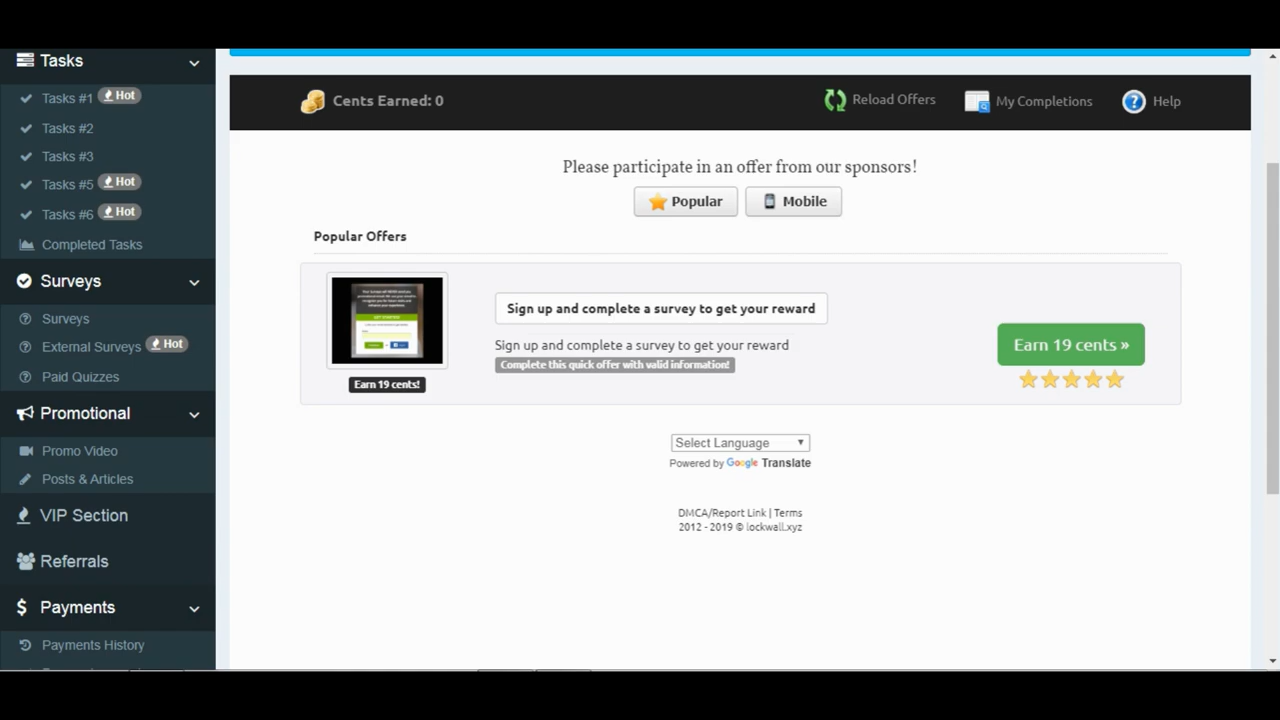 Tasks
Tasks #1 Hot
Tasks #2
Tasks #3
Tasks #5 Hot
Tasks #6 Hot
Completed Tasks
Surveys
Surveys
External Surveys Hot
Paid Quizzes
Promotional
Promo Video
Posts & Articles
VIP Section
Referrals
Payments
Payments History
Cents Earned: 0
Reload Offers
My Completions
Help
Please participate in an offer from our sponsors!
Popular
Mobile
Popular Offers
Earn 19 cents!
Sign up and complete a survey to get your reward
Sign up and complete a survey to get your reward
Complete this quick offer with valid information!
Earn 19 cents »
Select Language
Powered by Google Translate
DMCA/Report Link | Terms
2012 - 2019 © lockwall.xyz